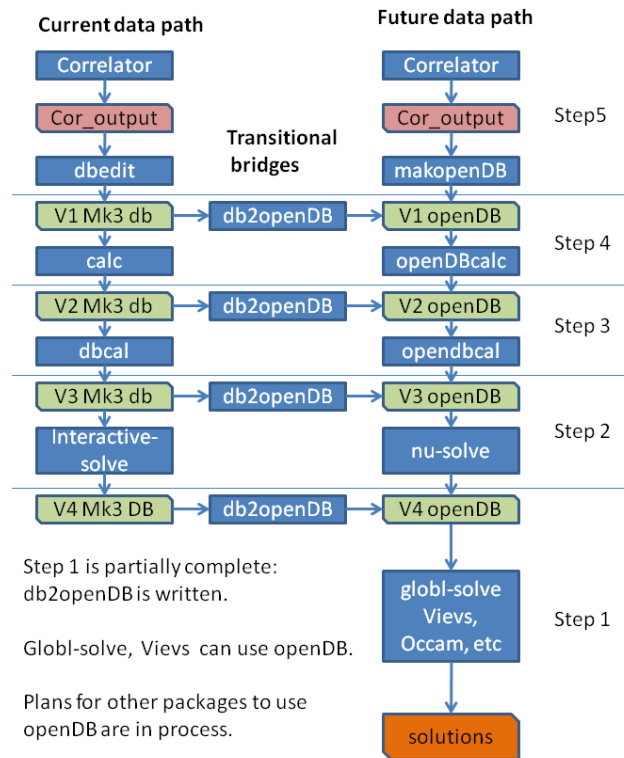 Current data path
Future data path
Correlator
Correlator
Cor_output
Cor_output
Step5
Transitional
bridges
dbedit
makopenDB
V1 Mk3 db
db2openDB
V1 openDB
Step 4
calc
openDBcalc
V2 Mk3 db
db2openDB
V2 openDB
Step 3
dbcal
opendbcal
V3 Mk3 db
db2openDB
V3 openDB
Step 2
Interactive-
solve
nu-solve
V4 Mk3 DB
db2openDB
V4 openDB
Step 1 is partially complete:
db2openDB is written.
Globl-solve, Vievs can use openDB.
Plans for other packages to use
openDB are in process.
globl-solve
Vievs,
Occam, etc
Step 1
solutions